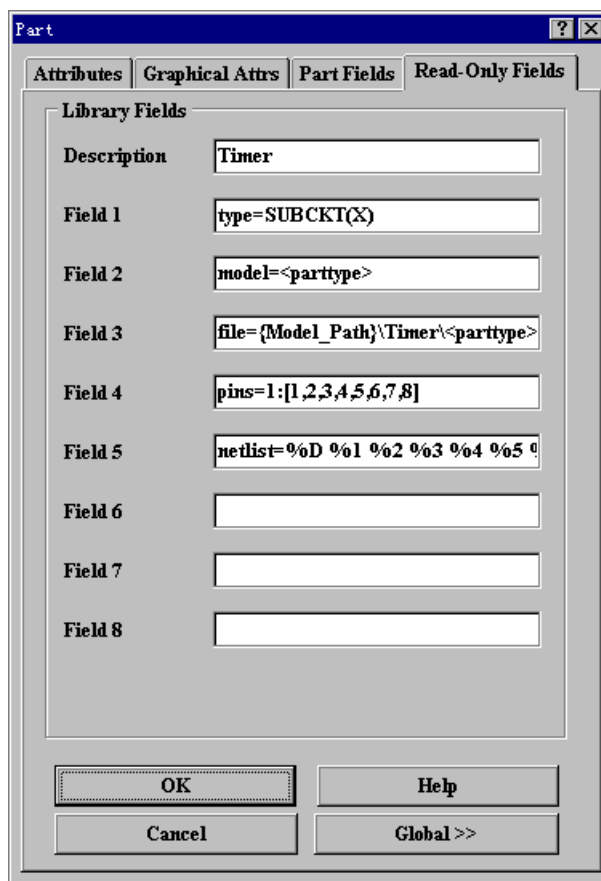 Part
Attributes Graphical Attrs Part Fields Read-Only Fields
Library Fields
Description Timer
Field 1 type=SUBCKT(X)
Field 2 model=<parttype>
Field 3 file={Model_Path}\Timer\<parttype>
Field 4 pins=1:[1,2,3,4,5,6,7,8]
Field 5 netlist=%D %1 %2 %3 %4 %5 %
Field 6
Field 7
Field 8
OK Help
Cancel Global >>